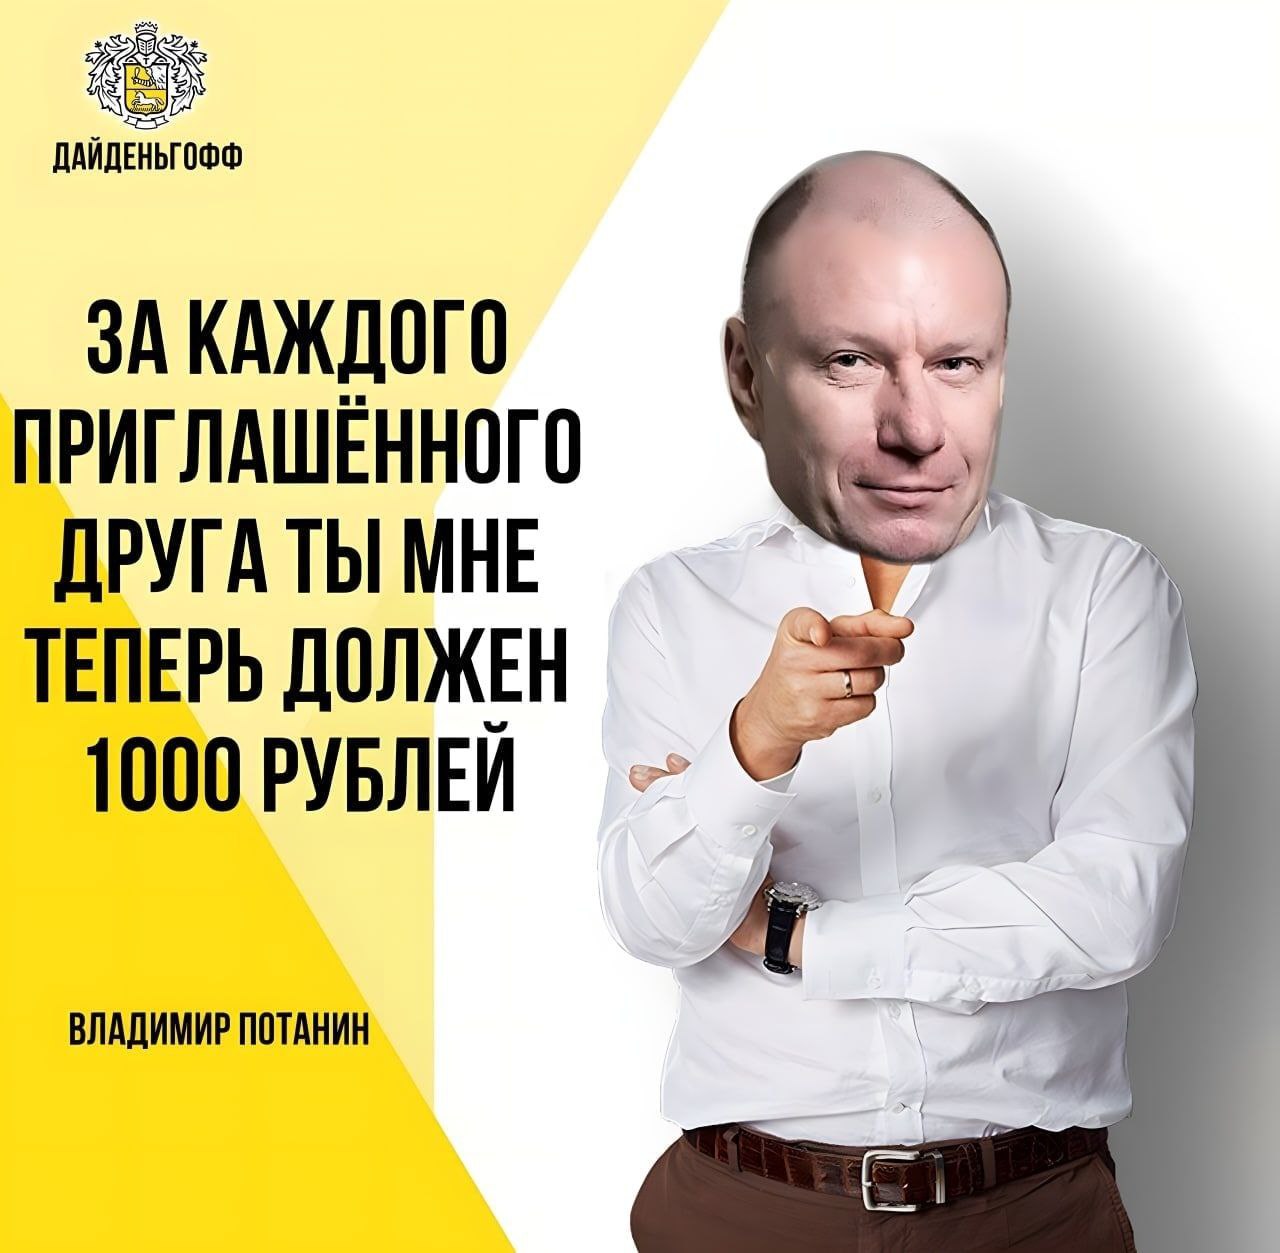 ДАЙДЕНЬГОФФ
ЗА КАЖДОГО
ПРИГЛАШЁННОГО
ДРУГА ТЫ МНЕ
ТЕПЕРЬ ДОЛЖЕН
1000 РУБЛЕЙ
ВЛАДИМИР ПОТАНИН